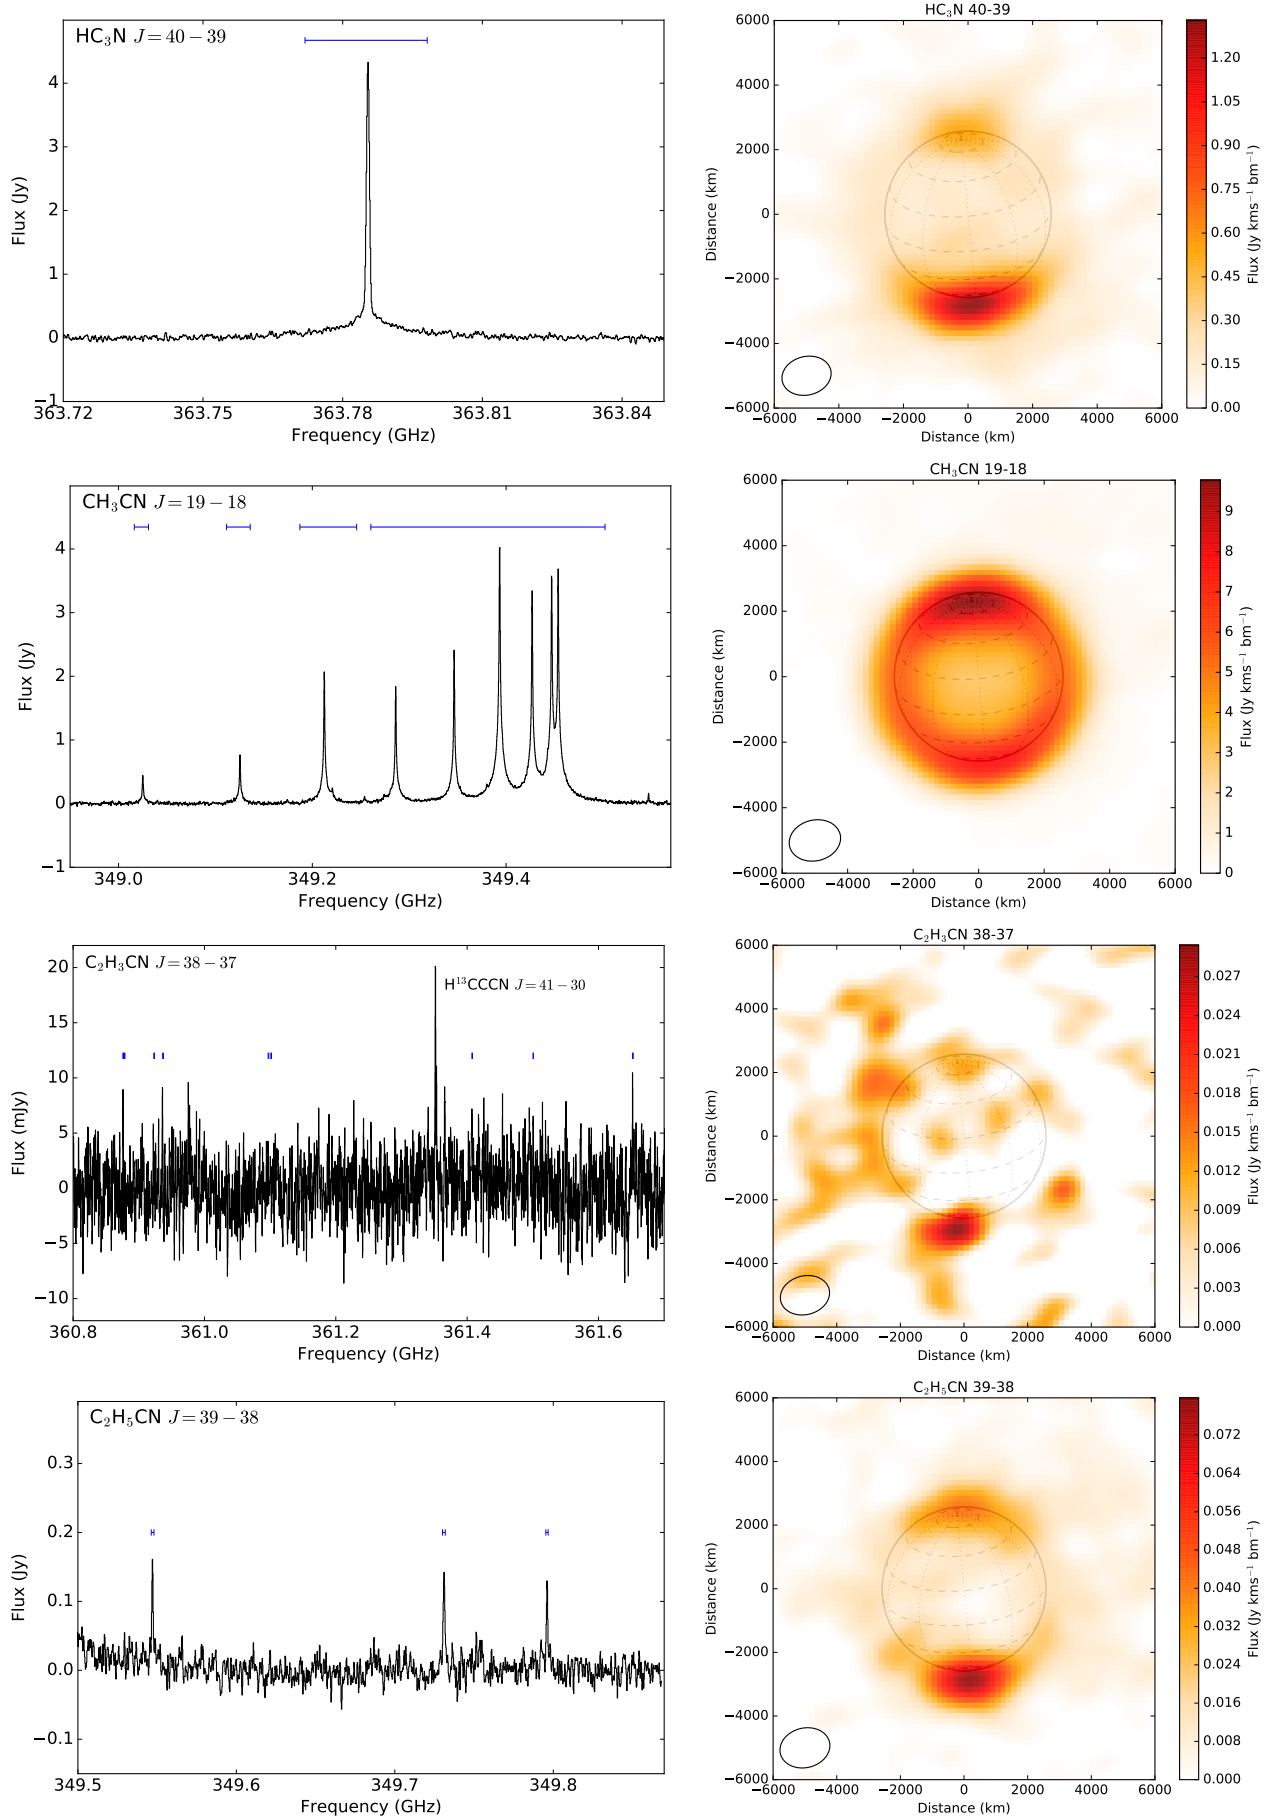 HC₃N J = 40 − 39
Flux (Jy)
4
3
2
1
0
−1
363.72 363.75 363.78 363.81 363.84
Frequency (GHz)
HC₃N 40-39
Distance (km)
6000
4000
2000
0
−2000
−4000
−6000
−6000 −4000 −2000 0 2000 4000 6000
Distance (km)
1.20
1.05
0.90
0.75
0.60
0.45
0.30
0.15
0.00
Flux (Jy kms⁻¹ bm⁻¹)
CH₃CN J = 19 − 18
Flux (Jy)
4
3
2
1
0
−1
349.0 349.2 349.4
Frequency (GHz)
CH₃CN 19-18
Distance (km)
6000
4000
2000
0
−2000
−4000
−6000
−6000 −4000 −2000 0 2000 4000 6000
Distance (km)
9
8
7
6
5
4
3
2
1
0
Flux (Jy kms⁻¹ bm⁻¹)
C₂H₃CN J = 38 − 37
H¹³CCCN J = 41 − 30
Flux (mJy)
20
15
10
5
0
−5
−10
360.8 361.0 361.2 361.4 361.6
Frequency (GHz)
C₂H₃CN 38-37
Distance (km)
6000
4000
2000
0
−2000
−4000
−6000
−6000 −4000 −2000 0 2000 4000 6000
Distance (km)
0.027
0.024
0.021
0.018
0.015
0.012
0.009
0.006
0.003
0.000
Flux (Jy kms⁻¹ bm⁻¹)
C₂H₅CN J = 39 − 38
Flux (Jy)
0.3
0.2
0.1
0.0
−0.1
349.5 349.6 349.7 349.8
Frequency (GHz)
C₂H₅CN 39-38
Distance (km)
6000
4000
2000
0
−2000
−4000
−6000
−6000 −4000 −2000 0 2000 4000 6000
Distance (km)
0.072
0.064
0.056
0.048
0.040
0.032
0.024
0.016
0.008
0.000
Flux (Jy kms⁻¹ bm⁻¹)